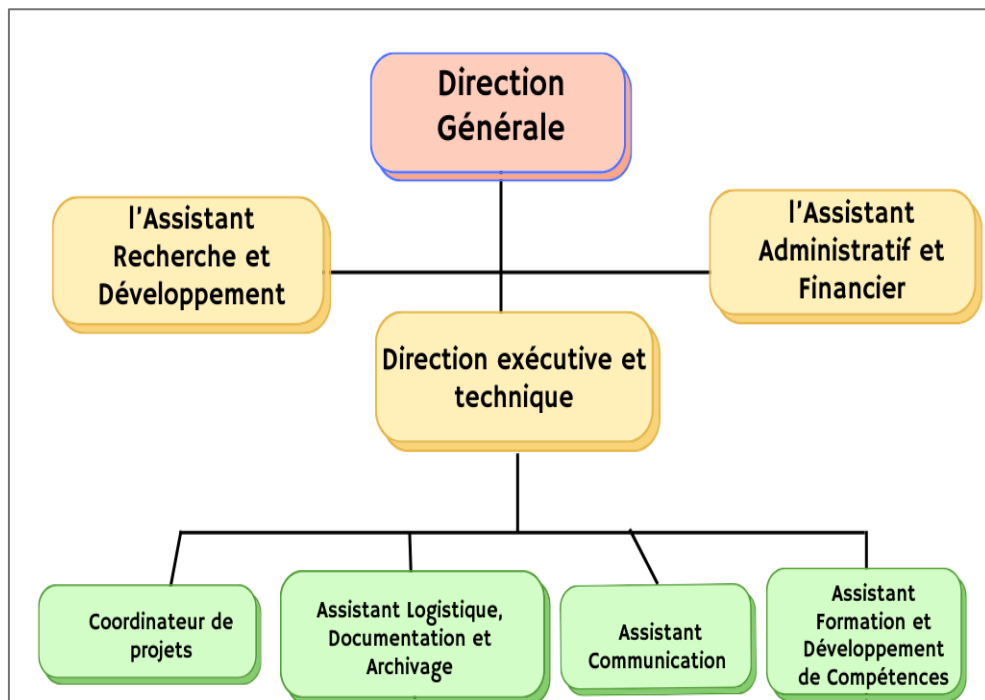 Direction
Générale
l'Assistant
Recherche et
Développement
l'Assistant
Administratif et
Financier
Direction exécutive et
technique
Coordinateur de
projets
Assistant Logistique,
Documentation et
Archivage
Assistant
Communication
Assistant
Formation et
Développement
de Compétences